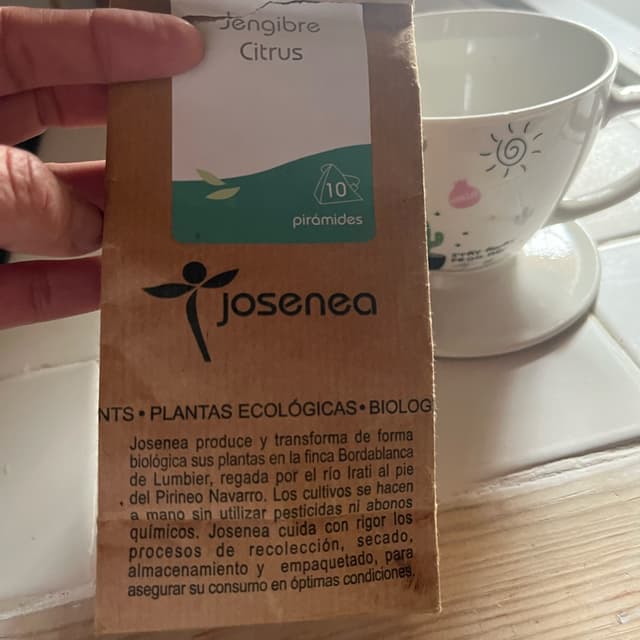 Jengibre
Citrus
10
pirámides
josenea
NTS • PLANTAS ECOLÓGICAS • BIOLOG
Josenea produce y transforma de forma
biológica sus plantas en la finca Bordablanca
de Lumbier, regada por el río Irati al pie
del Pirineo Navarro. Los cultivos se hacen
a mano sin utilizar pesticidas ni abonos
químicos. Josenea cuida con rigor los
procesos de recolección, secado,
almacenamiento y empaquetado, para
asegurar su consumo en óptimas condiciones.